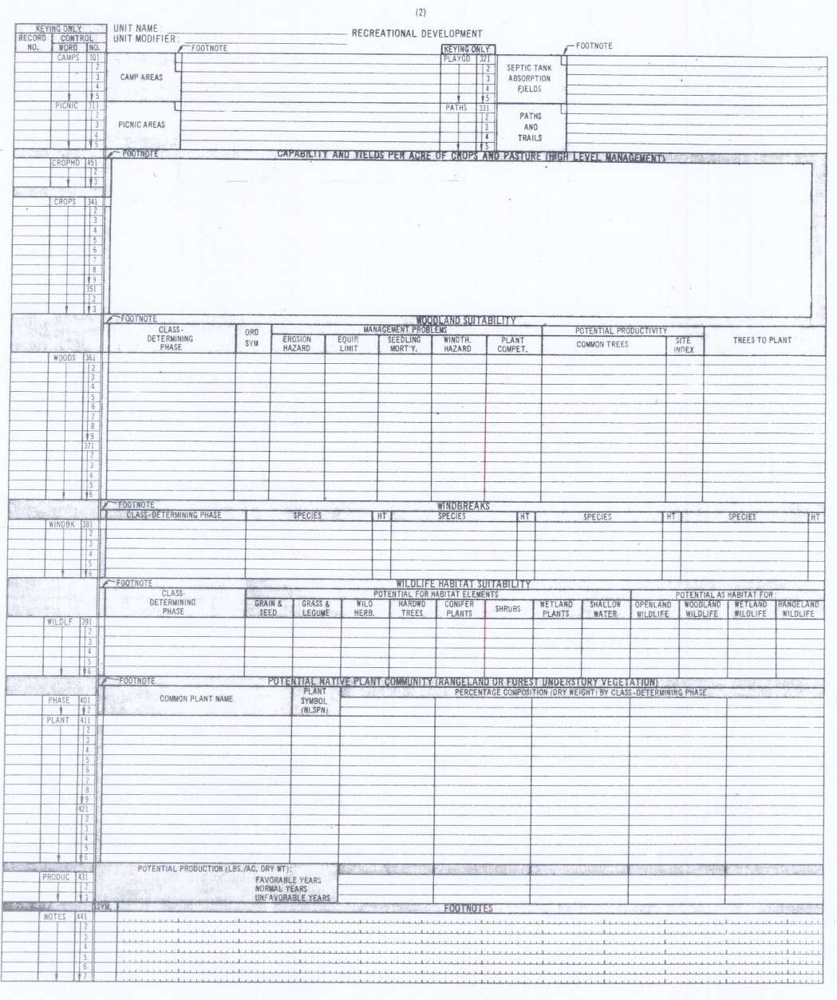 (2)
KEYING ONLY
RECORD NO.
CONTROL
WORD NO.
UNIT NAME:
UNIT MODIFIER:
RECREATIONAL DEVELOPMENT
FOOTNOTE
KEYING ONLY
FOOTNOTE
CAMPS 301
2
3
4
5
CAMP AREAS
PLAYGD 321
2
3
4
5
SEPTIC TANK
ABSORPTION
FIELDS
PICNIC 311
2
3
4
5
PICNIC AREAS
PATHS 331
2
3
4
5
PATHS
AND
TRAILS
FOOTNOTE
CAPABILITY AND YIELDS PER ACRE OF CROPS AND PASTURE (HIGH LEVEL MANAGEMENT)
CROPHD 451
2
3
CROPS 341
2
3
4
5
6
7
8
9
351
2
3
FOOTNOTE
WOODLAND SUITABILITY
CLASS-
DETERMINING
PHASE
ORD
SYM
MANAGEMENT PROBLEMS
EROSION
HAZARD
EQUIP.
LIMIT
SEEDLING
MORT'Y.
WINDTH.
HAZARD
PLANT
COMPET.
POTENTIAL PRODUCTIVITY
COMMON TREES
SITE
INDEX
TREES TO PLANT
WOODS 361
2
3
4
5
6
7
8
9
371
2
3
4
5
6
FOOTNOTE
WINDBREAKS
CLASS-DETERMINING PHASE
SPECIES
HT
SPECIES
HT
SPECIES
HT
SPECIES
HT
WINDBK 381
2
3
4
5
6
FOOTNOTE
WILDLIFE HABITAT SUITABILITY
CLASS-
DETERMINING
PHASE
POTENTIAL FOR HABITAT ELEMENTS
GRAIN &
SEED
GRASS &
LEGUME
WILD
HERB.
HARDWD
TREES
CONIFER
PLANTS
SHRUBS
WETLAND
PLANTS
SHALLOW
WATER
POTENTIAL AS HABITAT FOR:
OPENLAND
WILDLIFE
WOODLAND
WILDLIFE
WETLAND
WILDLIFE
RANGELAND
WILDLIFE
WILDLF 391
2
3
4
5
6
FOOTNOTE
POTENTIAL NATIVE PLANT COMMUNITY (RANGELAND OR FOREST UNDERSTORY VEGETATION)
COMMON PLANT NAME
PLANT
SYMBOL
(NLSPN)
PERCENTAGE COMPOSITION (DRY WEIGHT) BY CLASS-DETERMINING PHASE
PHASE 401
2
PLANT 411
2
3
4
5
6
7
8
9
421
2
3
4
5
6
POTENTIAL PRODUCTION (LBS./AC. DRY WT):
FAVORABLE YEARS
NORMAL YEARS
UNFAVORABLE YEARS
PRODUC 431
2
3
SYM.
FOOTNOTES
NOTES 441
2
3
4
5
6
7